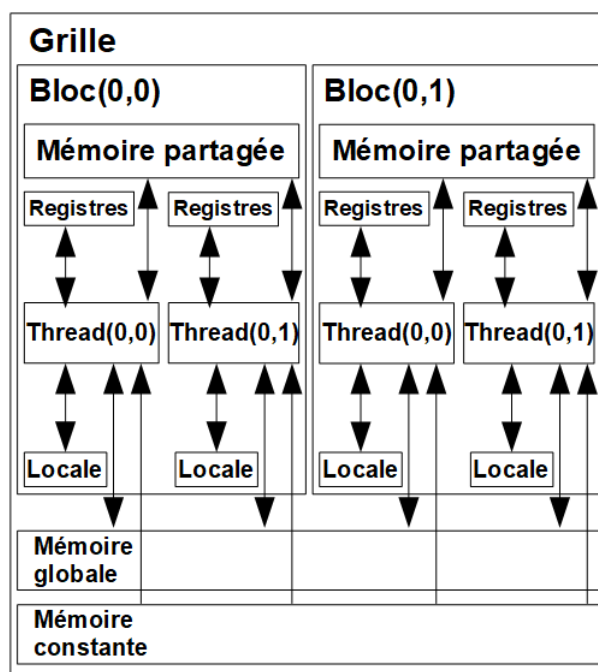 Grille
Bloc(0,0)
Bloc(0,1)
Mémoire partagée
Mémoire partagée
Registres
Registres
Registres
Registres
Thread(0,0)
Thread(0,1)
Thread(0,0)
Thread(0,1)
Locale
Locale
Locale
Locale
Mémoire
globale
Mémoire
constante